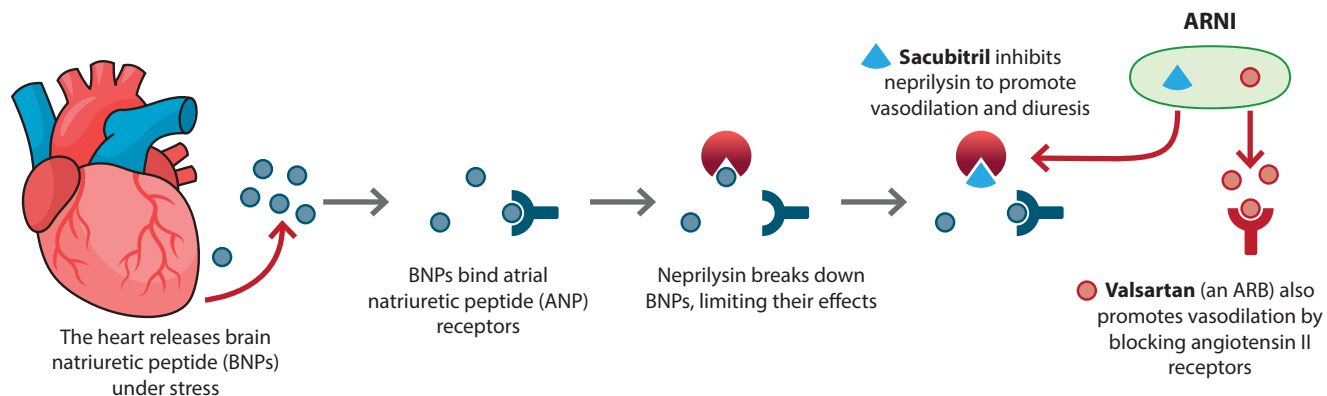 The heart releases brain
natriuretic peptide (BNPs)
under stress
BNPs bind atrial
natriuretic peptide (ANP)
receptors
Neprilysin breaks down
BNPs, limiting their effects
Sacubitril inhibits
neprilysin to promote
vasodilation and diuresis
ARNI
Valsartan (an ARB) also
promotes vasodilation by
blocking angiotensin II
receptors